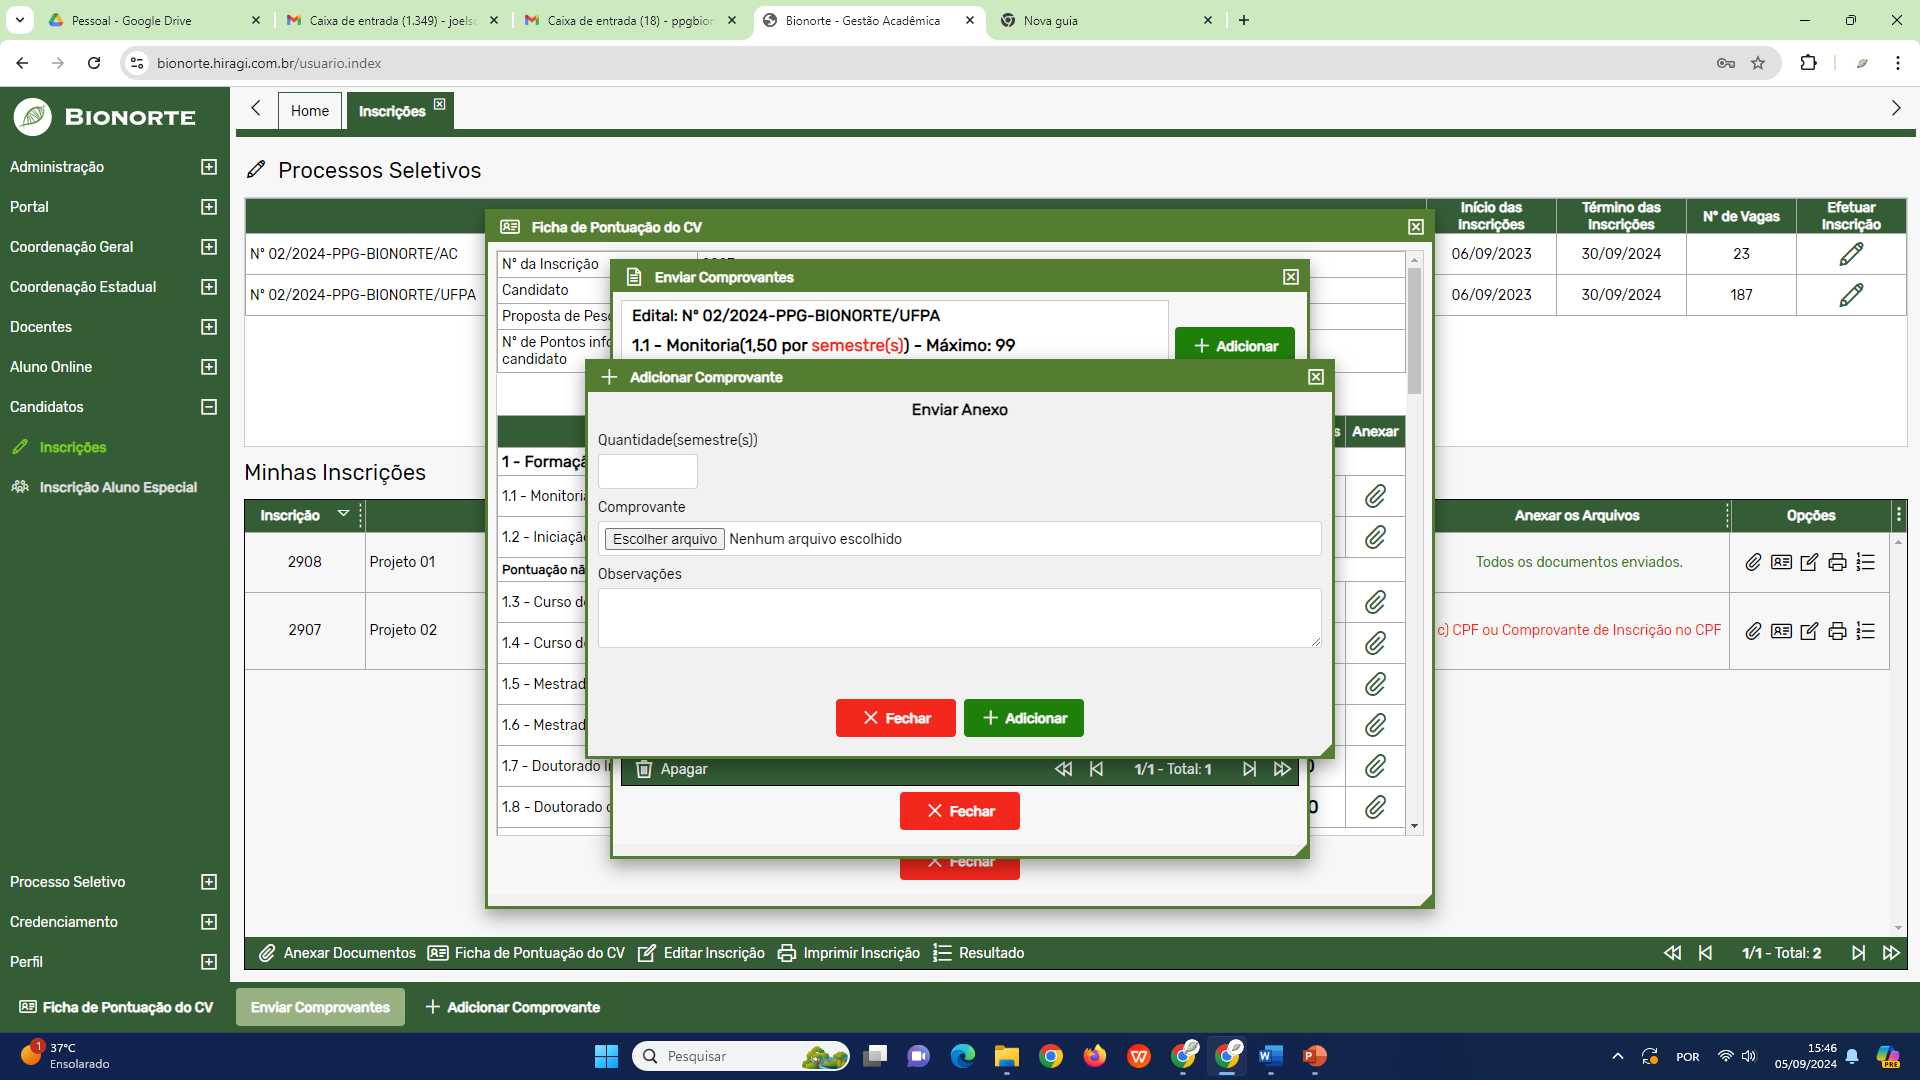 Pessoal - Google Drive
Caixa de entrada (1.349) - joels
Caixa de entrada (18) - ppgbion
Bionorte - Gestão Acadêmica
Nova guia
bionorte.hiragi.com.br/usuario.index
BIONORTE
Home
Inscrições
Administração
Portal
Coordenação Geral
Coordenação Estadual
Docentes
Aluno Online
Candidatos
Inscrições
Inscrição Aluno Especial
Processo Seletivo
Credenciamento
Perfil
Processos Seletivos
Início das Inscrições
Término das Inscrições
N° de Vagas
Efetuar Inscrição
N° 02/2024-PPG-BIONORTE/AC
06/09/2023
30/09/2024
23
N° 02/2024-PPG-BIONORTE/UFPA
06/09/2023
30/09/2024
187
Minhas Inscrições
Inscrição
Anexar os Arquivos
Opções
2908
Projeto 01
Todos os documentos enviados.
2907
Projeto 02
c) CPF ou Comprovante de Inscrição no CPF
Ficha de Pontuação do CV
N° da Inscrição
Candidato
Proposta de Pesq
N° de Pontos info
candidato
s
Anexar
1 - Formaçã
1.1 - Monitoria
1.2 - Iniciação
Pontuação nã
1.3 - Curso de
1.4 - Curso de
1.5 - Mestrad
1.6 - Mestrad
1.7 - Doutorado I
1.8 - Doutorado
0
Fechar
Enviar Comprovantes
Edital: N° 02/2024-PPG-BIONORTE/UFPA
1.1 - Monitoria(1,50 por semestre(s)) - Máximo: 99
Adicionar
Apagar
1/1 - Total: 1
Fechar
Adicionar Comprovante
Enviar Anexo
Quantidade(semestre(s))
Comprovante
Escolher arquivo Nenhum arquivo escolhido
Observações
Fechar
Adicionar
Anexar Documentos
Ficha de Pontuação do CV
Editar Inscrição
Imprimir Inscrição
Resultado
1/1 - Total: 2
Ficha de Pontuação do CV
Enviar Comprovantes
Adicionar Comprovante
1
37°C
Ensolarado
Pesquisar
POR
15:46
05/09/2024
PRE